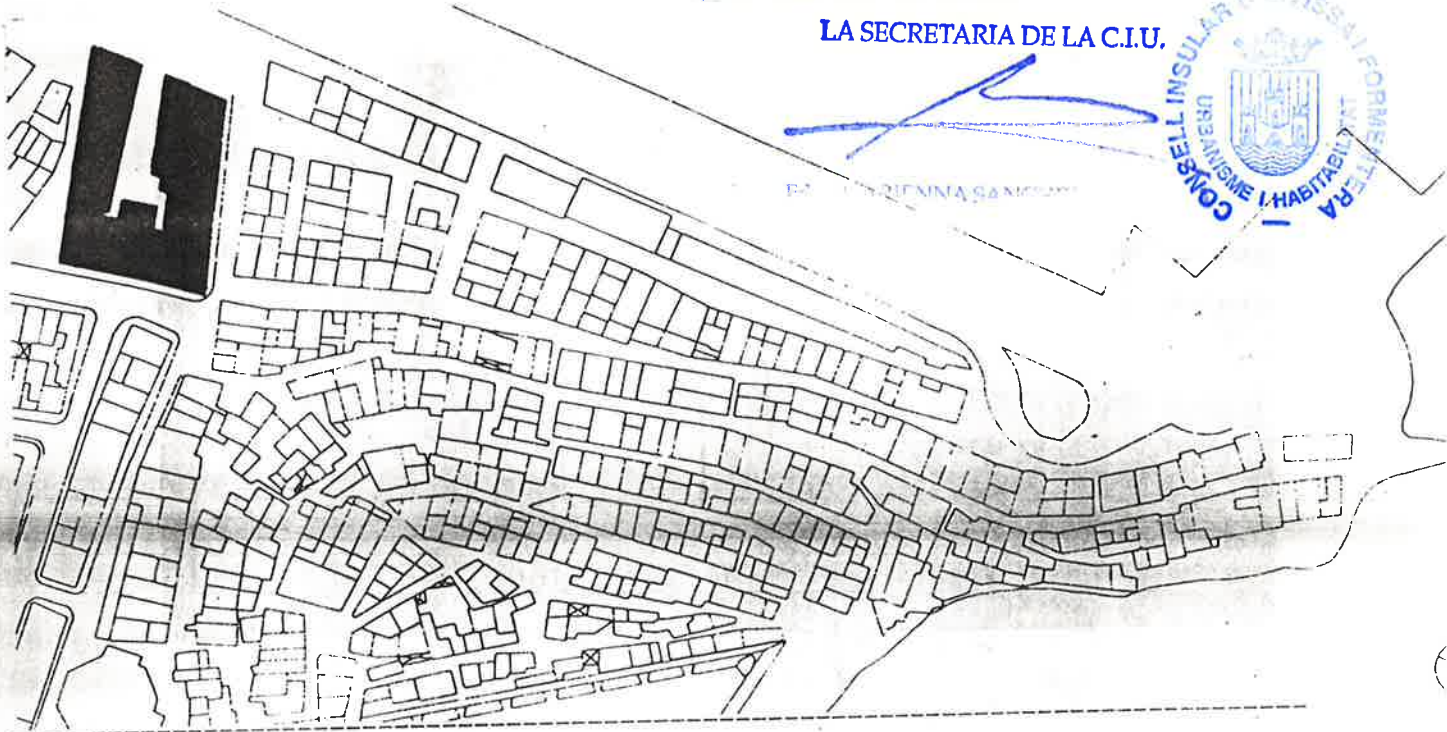 LA SECRETARIA DE LA C.I.U.
CONSELL INSULAR
I FORMENTERA
URBANISME I HABITABILITAT